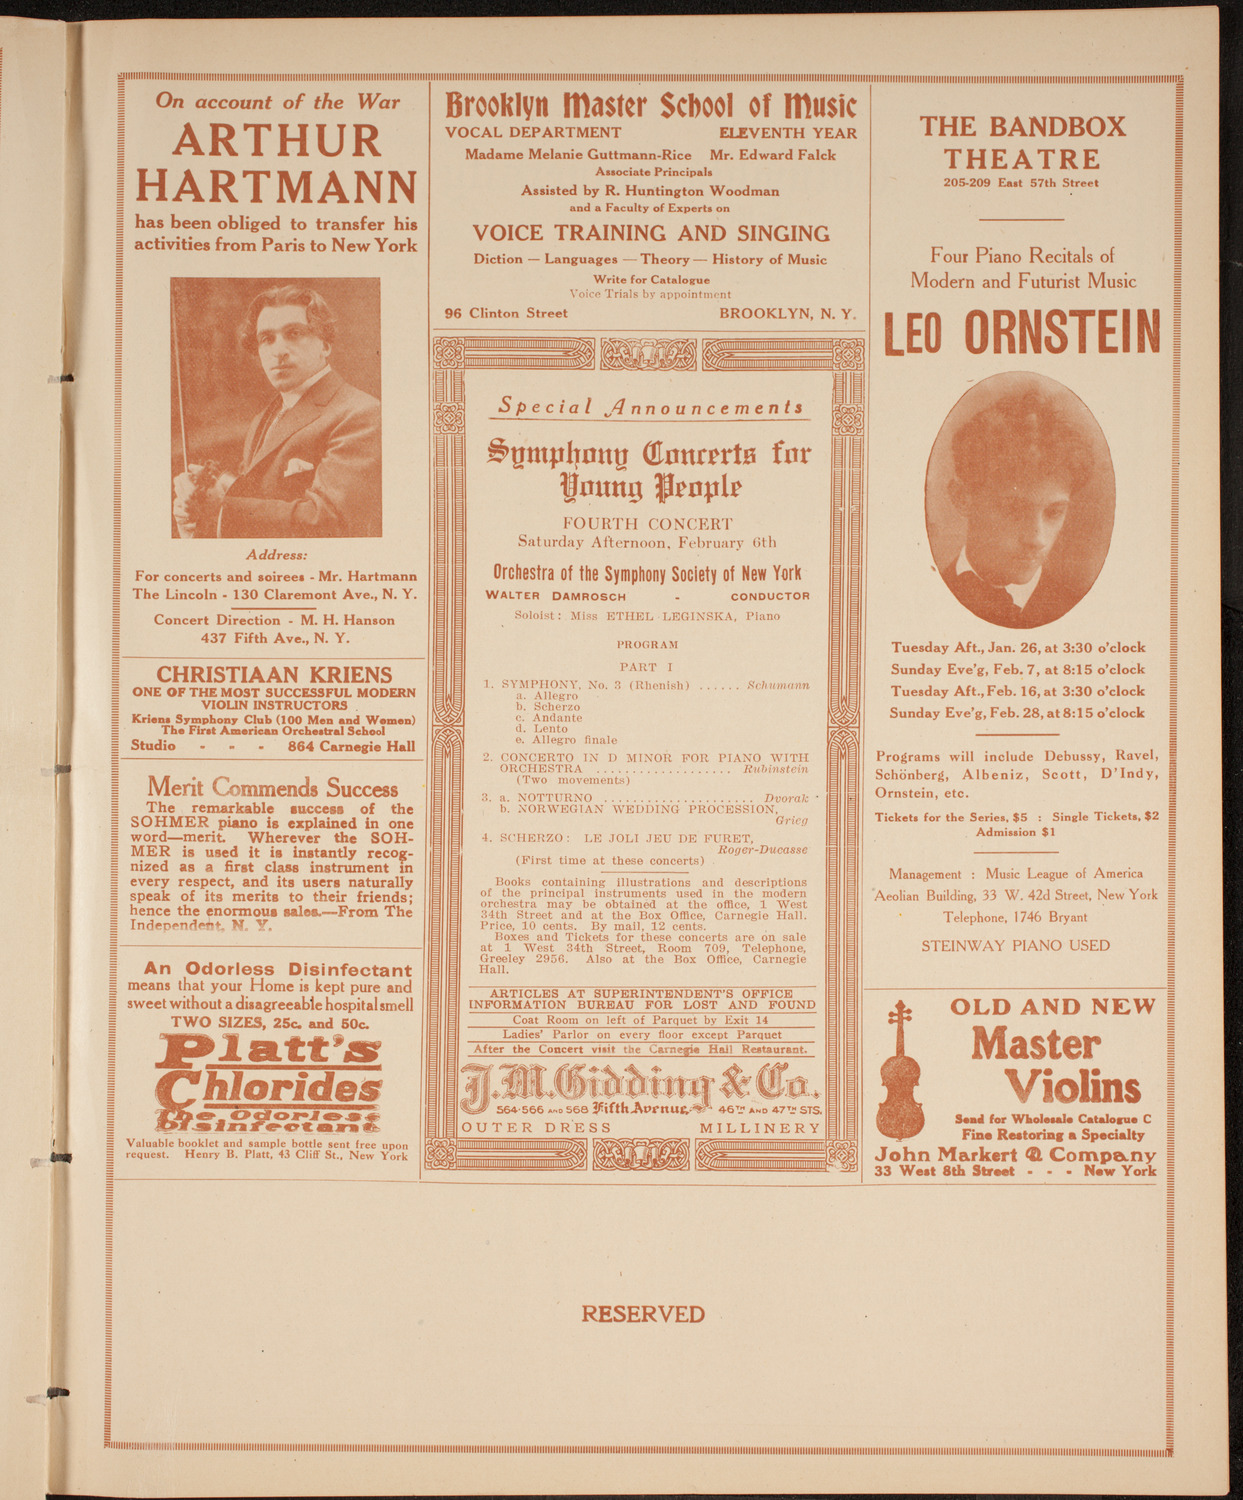 On account of the War
ARTHUR
HARTMANN
has been obliged to transfer his
activities from Paris to New York
Address:
For concerts and soirees - Mr. Hartmann
The Lincoln - 130 Claremont Ave., N. Y.
Concert Direction - M. H. Hanson
437 Fifth Ave., N. Y.
CHRISTIAAN KRIENS
ONE OF THE MOST SUCCESSFUL MODERN
VIOLIN INSTRUCTORS
Kriens Symphony Club (100 Men and Women)
The First American Orchestral School
Studio - - - 864 Carnegie Hall
Merit Commends Success
The remarkable success of the
SOHMER piano is explained in one
word—merit. Wherever the SOH-
MER is used it is instantly recog-
nized as a first class instrument in
every respect, and its users naturally
speak of its merits to their friends;
hence the enormous sales.—From The
Independent, N. Y.
An Odorless Disinfectant
means that your Home is kept pure and
sweet without a disagreeable hospital smell
TWO SIZES, 25c. and 50c.
Platt's
Chlorides
The Odorless
Disinfectant
Valuable booklet and sample bottle sent free upon
request. Henry B. Platt, 43 Cliff St., New York
Brooklyn Master School of Music
VOCAL DEPARTMENT ELEVENTH YEAR
Madame Melanie Guttmann-Rice Mr. Edward Falck
Associate Principals
Assisted by R. Huntington Woodman
and a Faculty of Experts on
VOICE TRAINING AND SINGING
Diction — Languages — Theory — History of Music
Write for Catalogue
Voice Trials by appointment
96 Clinton Street BROOKLYN, N. Y.
Special Announcements
Symphony Concerts for
Young People
FOURTH CONCERT
Saturday Afternoon, February 6th
Orchestra of the Symphony Society of New York
WALTER DAMROSCH - CONDUCTOR
Soloist: Miss ETHEL LEGINSKA, Piano
PROGRAM
PART I
1. SYMPHONY, No. 3 (Rhenish) ...... Schumann
a. Allegro
b. Scherzo
c. Andante
d. Lento
e. Allegro finale
2. CONCERTO IN D MINOR FOR PIANO WITH
ORCHESTRA .................. Rubinstein
(Two movements)
3. a. NOTTURNO .................... Dvorak
b. NORWEGIAN WEDDING PROCESSION,
Grieg
4. SCHERZO: LE JOLI JEU DE FURET,
Roger-Ducasse
(First time at these concerts)
Books containing illustrations and descriptions
of the principal instruments used in the modern
orchestra may be obtained at the office, 1 West
34th Street and at the Box Office, Carnegie Hall.
Price, 10 cents. By mail, 12 cents.
Boxes and Tickets for these concerts are on sale
at 1 West 34th Street, Room 709, Telephone,
Greeley 2956. Also at the Box Office, Carnegie
Hall.
ARTICLES AT SUPERINTENDENT'S OFFICE
INFORMATION BUREAU FOR LOST AND FOUND
Coat Room on left of Parquet by Exit 14
Ladies' Parlor on every floor except Parquet
After the Concert visit the Carnegie Hall Restaurant.
J.M. Gidding & Co.
564-566 AND 568 Fifth Avenue 46TH AND 47TH STS.
OUTER DRESS MILLINERY
THE BANDBOX
THEATRE
205-209 East 57th Street
Four Piano Recitals of
Modern and Futurist Music
LEO ORNSTEIN
Tuesday Aft., Jan. 26, at 3:30 o'clock
Sunday Eve'g, Feb. 7, at 8:15 o'clock
Tuesday Aft., Feb. 16, at 3:30 o'clock
Sunday Eve'g, Feb. 28, at 8:15 o'clock
Programs will include Debussy, Ravel,
Schönberg, Albeniz, Scott, D'Indy,
Ornstein, etc.
Tickets for the Series, $5 : Single Tickets, $2
Admission $1
Management : Music League of America
Aeolian Building, 33 W. 42d Street, New York
Telephone, 1746 Bryant
STEINWAY PIANO USED
OLD AND NEW
Master
Violins
Send for Wholesale Catalogue C
Fine Restoring a Specialty
John Markert & Company
33 West 8th Street - - - New York
RESERVED